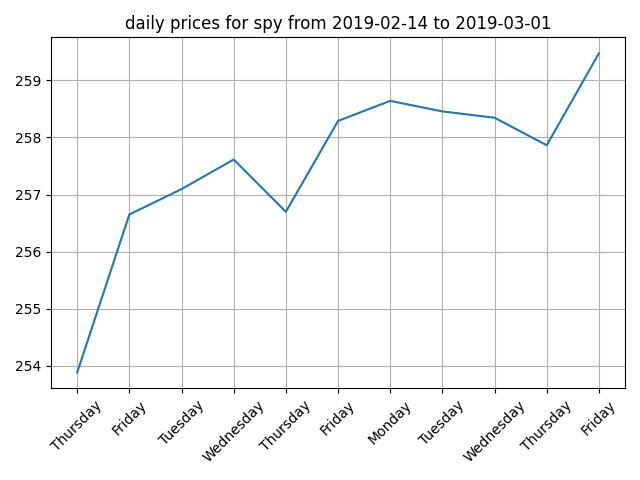 daily prices for spy from 2019-02-14 to 2019-03-01
259
258
257
256
255
254
Thursday
Friday
Tuesday
Wednesday
Thursday
Friday
Monday
Tuesday
Wednesday
Thursday
Friday